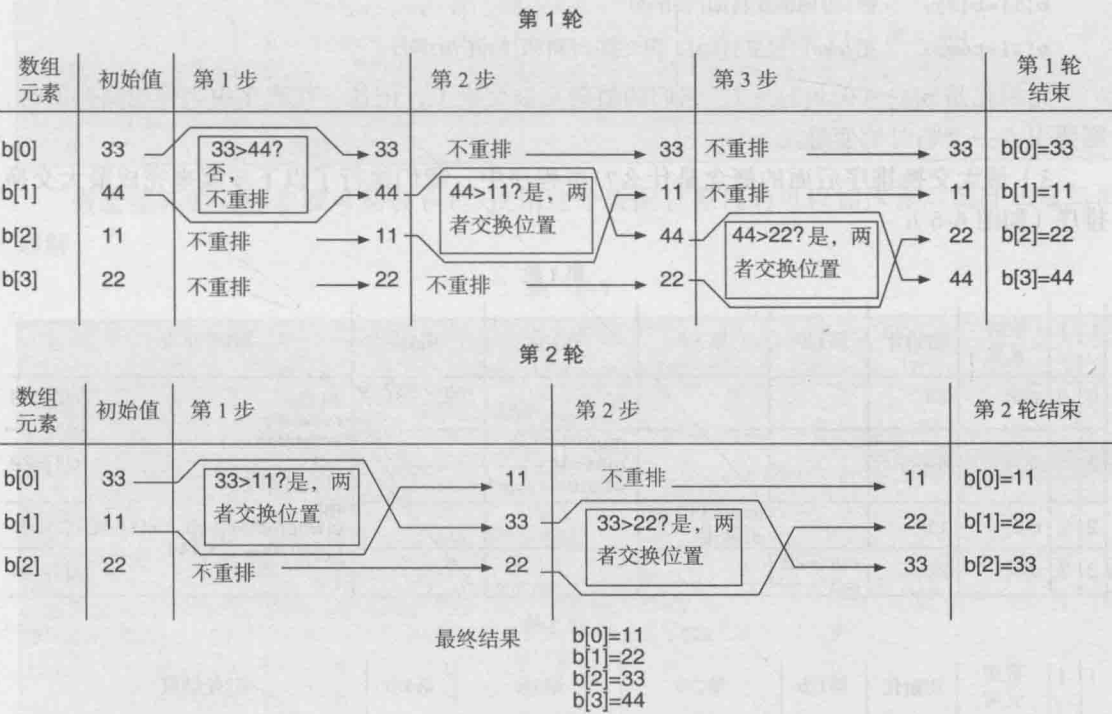 第 1 轮
数组元素 初始值 第 1 步 第 2 步 第 3 步 第 1 轮结束
b[0] 33 33>44?否，不重排 33 不重排 33 不重排 33 b[0]=33
b[1] 44 44 44>11?是，两者交换位置 11 不重排 11 b[1]=11
b[2] 11 不重排 11 44 44>22?是，两者交换位置 22 b[2]=22
b[3] 22 不重排 22 不重排 22 44 b[3]=44
第 2 轮
数组元素 初始值 第 1 步 第 2 步 第 2 轮结束
b[0] 33 33>11?是，两者交换位置 11 不重排 11 b[0]=11
b[1] 11 33 33>22?是，两者交换位置 22 b[1]=22
b[2] 22 不重排 22 33 b[2]=33
最终结果 b[0]=11
b[1]=22
b[2]=33
b[3]=44